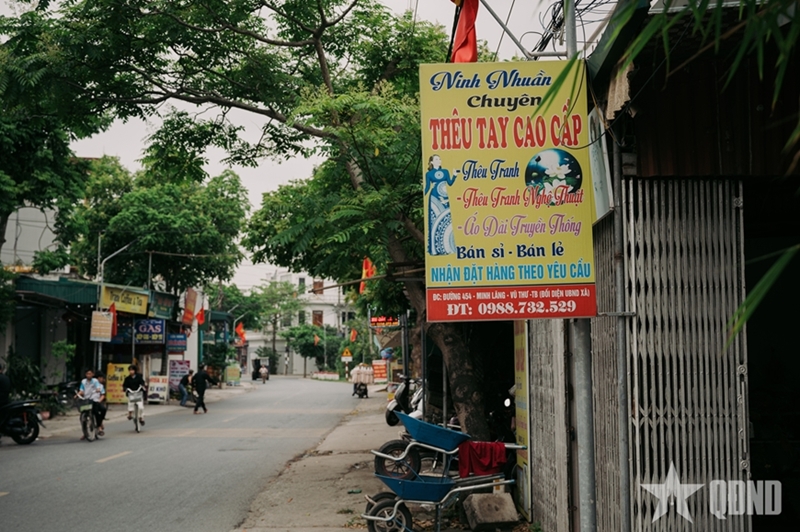 Ninh Nhuần
Chuyên
THÊU TAY CAO CẤP
- Thêu Tranh
- Thêu Tranh Nghệ Thuật
- Áo Dài Truyền Thống
Bán sỉ - Bán lẻ
NHẬN ĐẶT HÀNG THEO YÊU CẦU
ĐC: ĐƯỜNG 454 - MINH LÃNG - VŨ THƯ -TB (ĐỐI DIỆN UBND XÃ)
ĐT: 0988.732.529
GAS
QĐND